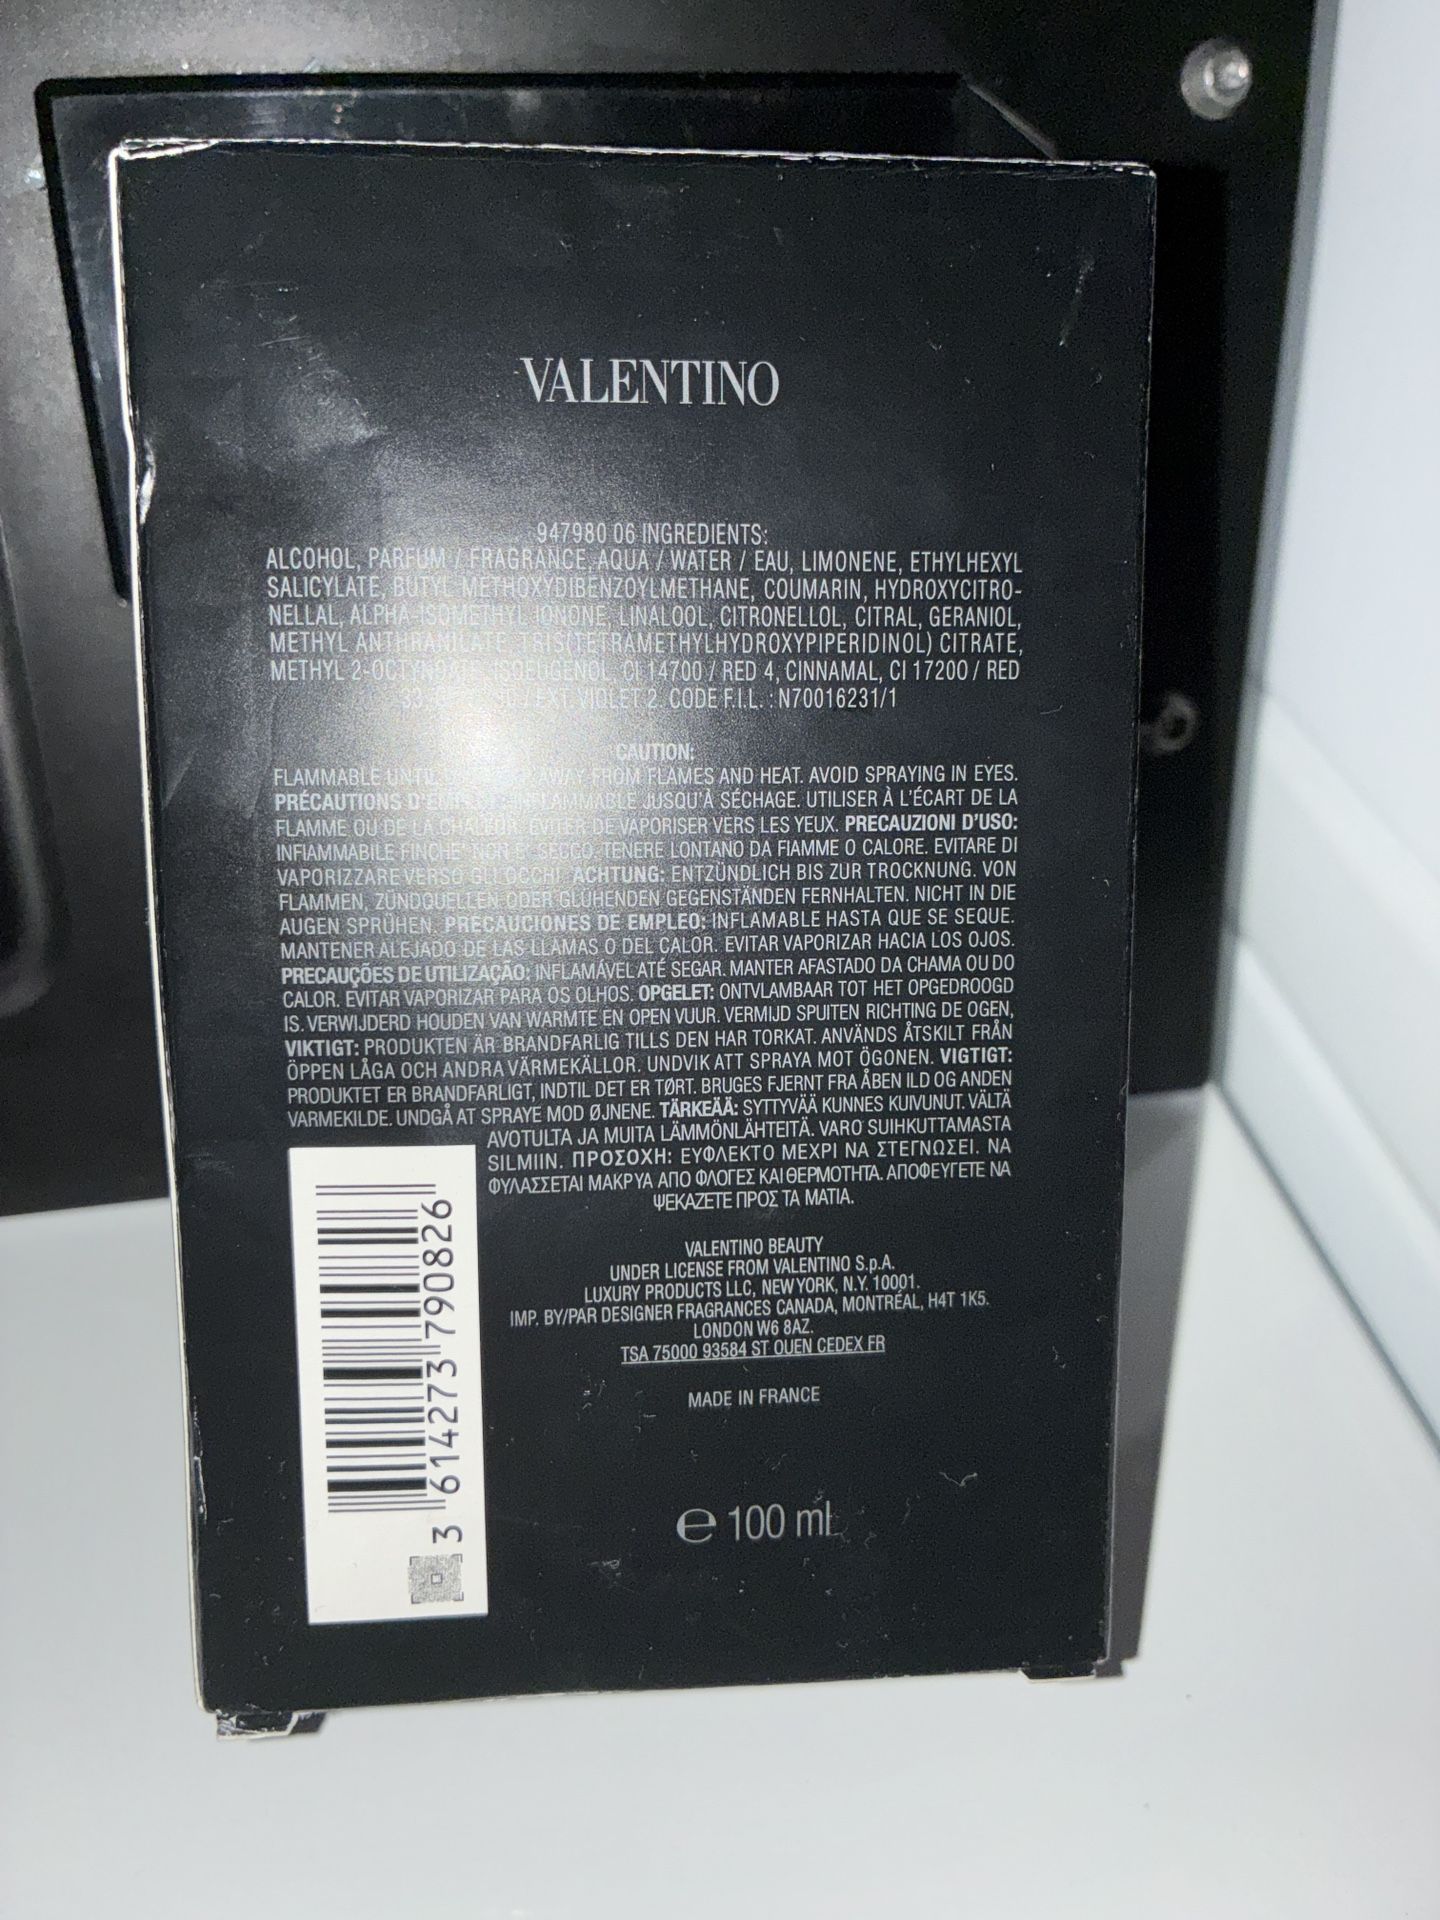 VALENTINO
947980 06 INGREDIENTS:
ALCOHOL, PARFUM / FRAGRANCE, AQUA / WATER / EAU, LIMONENE, ETHYLHEXYL
SALICYLATE, BUTYL METHOXYDIBENZOYLMETHANE, COUMARIN, HYDROXYCITRO-
NELLAL, ALPHA-ISOMETHYL IONONE, LINALOOL, CITRONELLOL, CITRAL, GERANIOL,
METHYL ANTHRANILATE, TRIS(TETRAMETHYLHYDROXYPIPERIDINOL) CITRATE,
METHYL 2-OCTYNOATE, ISOEUGENOL, CI 14700 / RED 4, CINNAMAL, CI 17200 / RED
33, / EXT. VIOLET 2. CODE F.I.L. : N70016231/1
CAUTION:
FLAMMABLE UNTIL AWAY FROM FLAMES AND HEAT. AVOID SPRAYING IN EYES.
PRÉCAUTIONS D'EMPLOI: INFLAMMABLE JUSQU'À SÉCHAGE. UTILISER À L'ÉCART DE LA
FLAMME OU DE LA CHALEUR. EVITER DE VAPORISER VERS LES YEUX. PRECAUZIONI D'USO:
INFIAMMABILE FINCHE' NON E' SECCO. TENERE LONTANO DA FIAMME O CALORE. EVITARE DI
VAPORIZZARE VERSO GLI OCCHI. ACHTUNG: ENTZÜNDLICH BIS ZUR TROCKNUNG. VON
FLAMMEN, ZÜNDQUELLEN ODER GLÜHENDEN GEGENSTÄNDEN FERNHALTEN. NICHT IN DIE
AUGEN SPRÜHEN. PRECAUCIONES DE EMPLEO: INFLAMABLE HASTA QUE SE SEQUE.
MANTENER ALEJADO DE LAS LLAMAS O DEL CALOR. EVITAR VAPORIZAR HACIA LOS OJOS.
PRECAUÇÕES DE UTILIZAÇÃO: INFLAMÁVEL ATÉ SEGAR. MANTER AFASTADO DA CHAMA OU DO
CALOR. EVITAR VAPORIZAR PARA OS OLHOS. OPGELET: ONTVLAMBAAR TOT HET OPGEDROOGD
IS. VERWIJDERD HOUDEN VAN WARMTE EN OPEN VUUR. VERMIJD SPUITEN RICHTING DE OGEN,
VIKTIGT: PRODUKTEN ÄR BRANDFARLIG TILLS DEN HAR TORKAT. ANVÄNDS ÅTSKILT FRÅN
ÖPPEN LÅGA OCH ANDRA VÄRMEKÄLLOR. UNDVIK ATT SPRAYA MOT ÖGONEN. VIGTIGT:
PRODUKTET ER BRANDFARLIGT, INDTIL DET ER TØRT. BRUGES FJERNT FRA ÅBEN ILD OG ANDEN
VARMEKILDE. UNDGÅ AT SPRAYE MOD ØJNENE. TÄRKEÄÄ: SYTTYVÄÄ KUNNES KUIVUNUT. VÄLTÄ
AVOTULTA JA MUITA LÄMMÖNLÄHTEITÄ. VARO SUIHKUTTAMASTA
SILMIIN. ΠΡΟΣΟΧΗ: ΕΥΦΛΕΚΤΟ ΜΕΧΡΙ ΝΑ ΣΤΕΓΝΩΣΕΙ. ΝΑ
ΦΥΛΑΣΣΕΤΑΙ ΜΑΚΡΥΑ ΑΠΟ ΦΛΟΓΕΣ ΚΑΙ ΘΕΡΜΟΤΗΤΑ. ΑΠΟΦΕΥΓΕΤΕ ΝΑ
ΨΕΚΑΖΕΤΕ ΠΡΟΣ ΤΑ ΜΑΤΙΑ.
VALENTINO BEAUTY
UNDER LICENSE FROM VALENTINO S.p.A.
LUXURY PRODUCTS LLC, NEW YORK, N.Y. 10001.
IMP. BY/PAR DESIGNER FRAGRANCES CANADA, MONTRÉAL, H4T 1K5.
LONDON W6 8AZ.
TSA 75000 93584 ST OUEN CEDEX FR
MADE IN FRANCE
℮ 100 ml
3 614273 790826